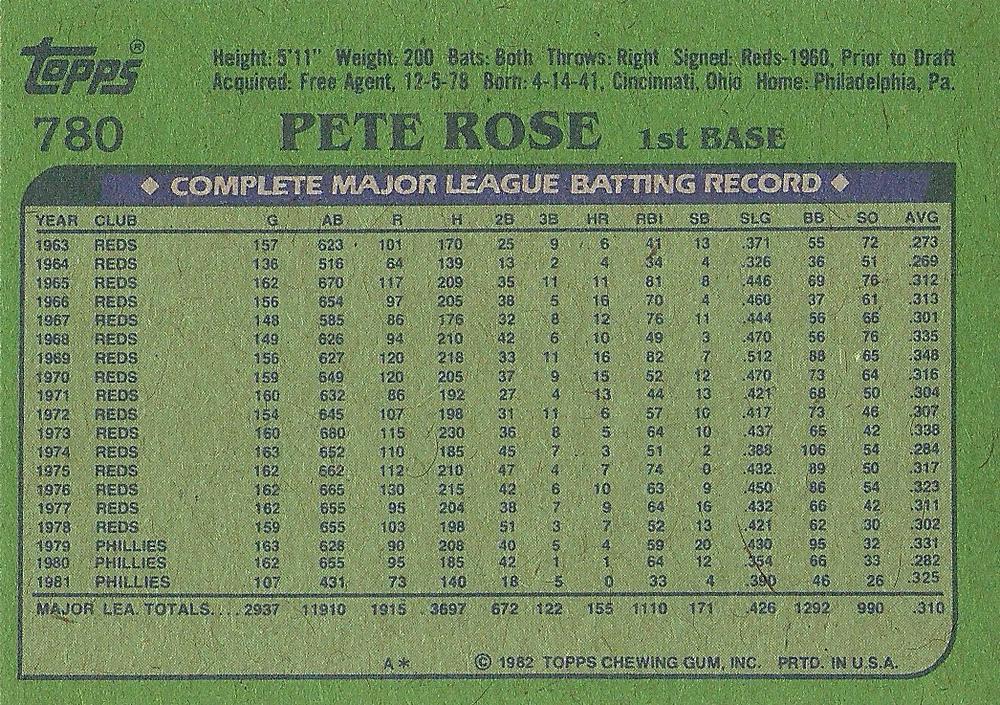 Topps®
Height: 5'11" Weight: 200 Bats: Both Throws: Right Signed: Reds-1960, Prior to Draft
Acquired: Free Agent, 12-5-78 Born: 4-14-41, Cincinnati, Ohio Home: Philadelphia, Pa.
780 PETE ROSE 1st BASE
◆ COMPLETE MAJOR LEAGUE BATTING RECORD ◆
YEAR CLUB G AB R H 2B 3B HR RBI SB SLG BB SO AVG
1963 REDS 157 623 101 170 25 9 6 41 13 .371 55 72 .273
1964 REDS 136 516 64 139 13 2 4 34 4 .326 36 51 .269
1965 REDS 162 670 117 209 35 11 11 81 8 .446 69 76 .312
1966 REDS 156 654 97 205 38 5 16 70 4 .460 37 61 .313
1967 REDS 148 585 86 176 32 8 12 76 11 .444 56 66 .301
1968 REDS 149 626 94 210 42 6 10 49 3 .470 56 76 .335
1969 REDS 156 627 120 218 33 11 16 82 7 .512 88 65 .348
1970 REDS 159 649 120 205 37 9 15 52 12 .470 73 64 .316
1971 REDS 160 632 86 192 27 4 13 44 13 .421 68 50 .304
1972 REDS 154 645 107 198 31 11 6 57 10 .417 73 46 .307
1973 REDS 160 680 115 230 36 8 5 64 10 .437 65 42 .338
1974 REDS 163 652 110 185 45 7 3 51 2 .388 106 54 .284
1975 REDS 162 662 112 210 47 4 7 74 0 .432 89 50 .317
1976 REDS 162 665 130 215 42 6 10 63 9 .450 86 54 .323
1977 REDS 162 655 95 204 38 7 9 64 16 .432 66 42 .311
1978 REDS 159 655 103 198 51 3 7 52 13 .421 62 30 .302
1979 PHILLIES 163 628 90 208 40 5 4 59 20 .430 95 32 .331
1980 PHILLIES 162 655 95 185 42 1 1 64 12 .354 66 33 .282
1981 PHILLIES 107 431 73 140 18 5 0 33 4 .390 46 26 .325
MAJOR LEA. TOTALS.... 2937 11910 1915 3697 672 122 155 1110 171 .426 1292 990 .310
A* © 1982 TOPPS CHEWING GUM, INC. PRTD. IN U.S.A.